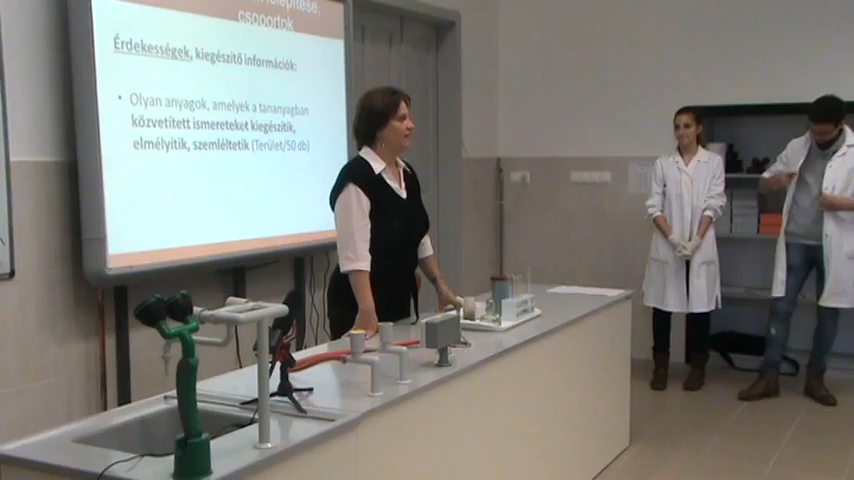 csoportok
Érdekességek, kiegészítő információk:
• Olyan anyagok, amelyek a tananyagban
közvetített ismereteket kiegészítik,
elmélyítik, szemléltetik (Terület/50 db)